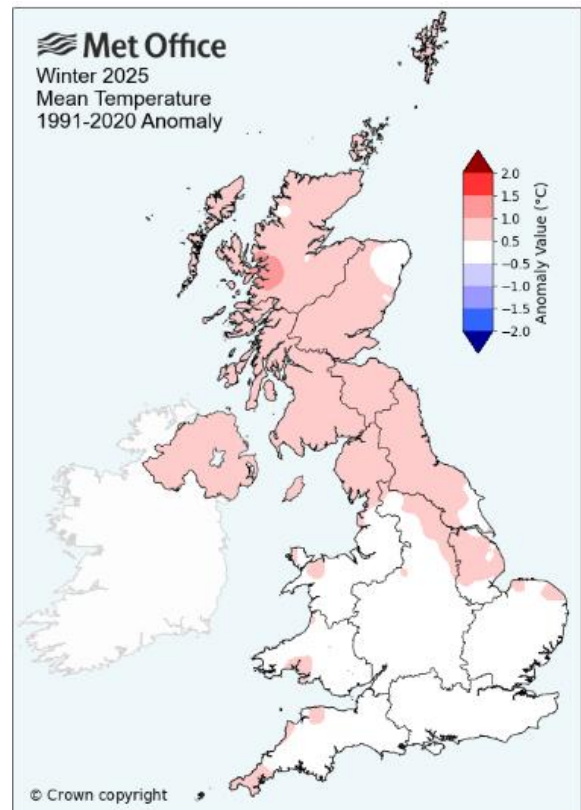 Met Office
Winter 2025
Mean Temperature
1991-2020 Anomaly
2.0
1.5
1.0
0.5
−0.5
−1.0
−1.5
−2.0
Anomaly Value (°C)
© Crown copyright